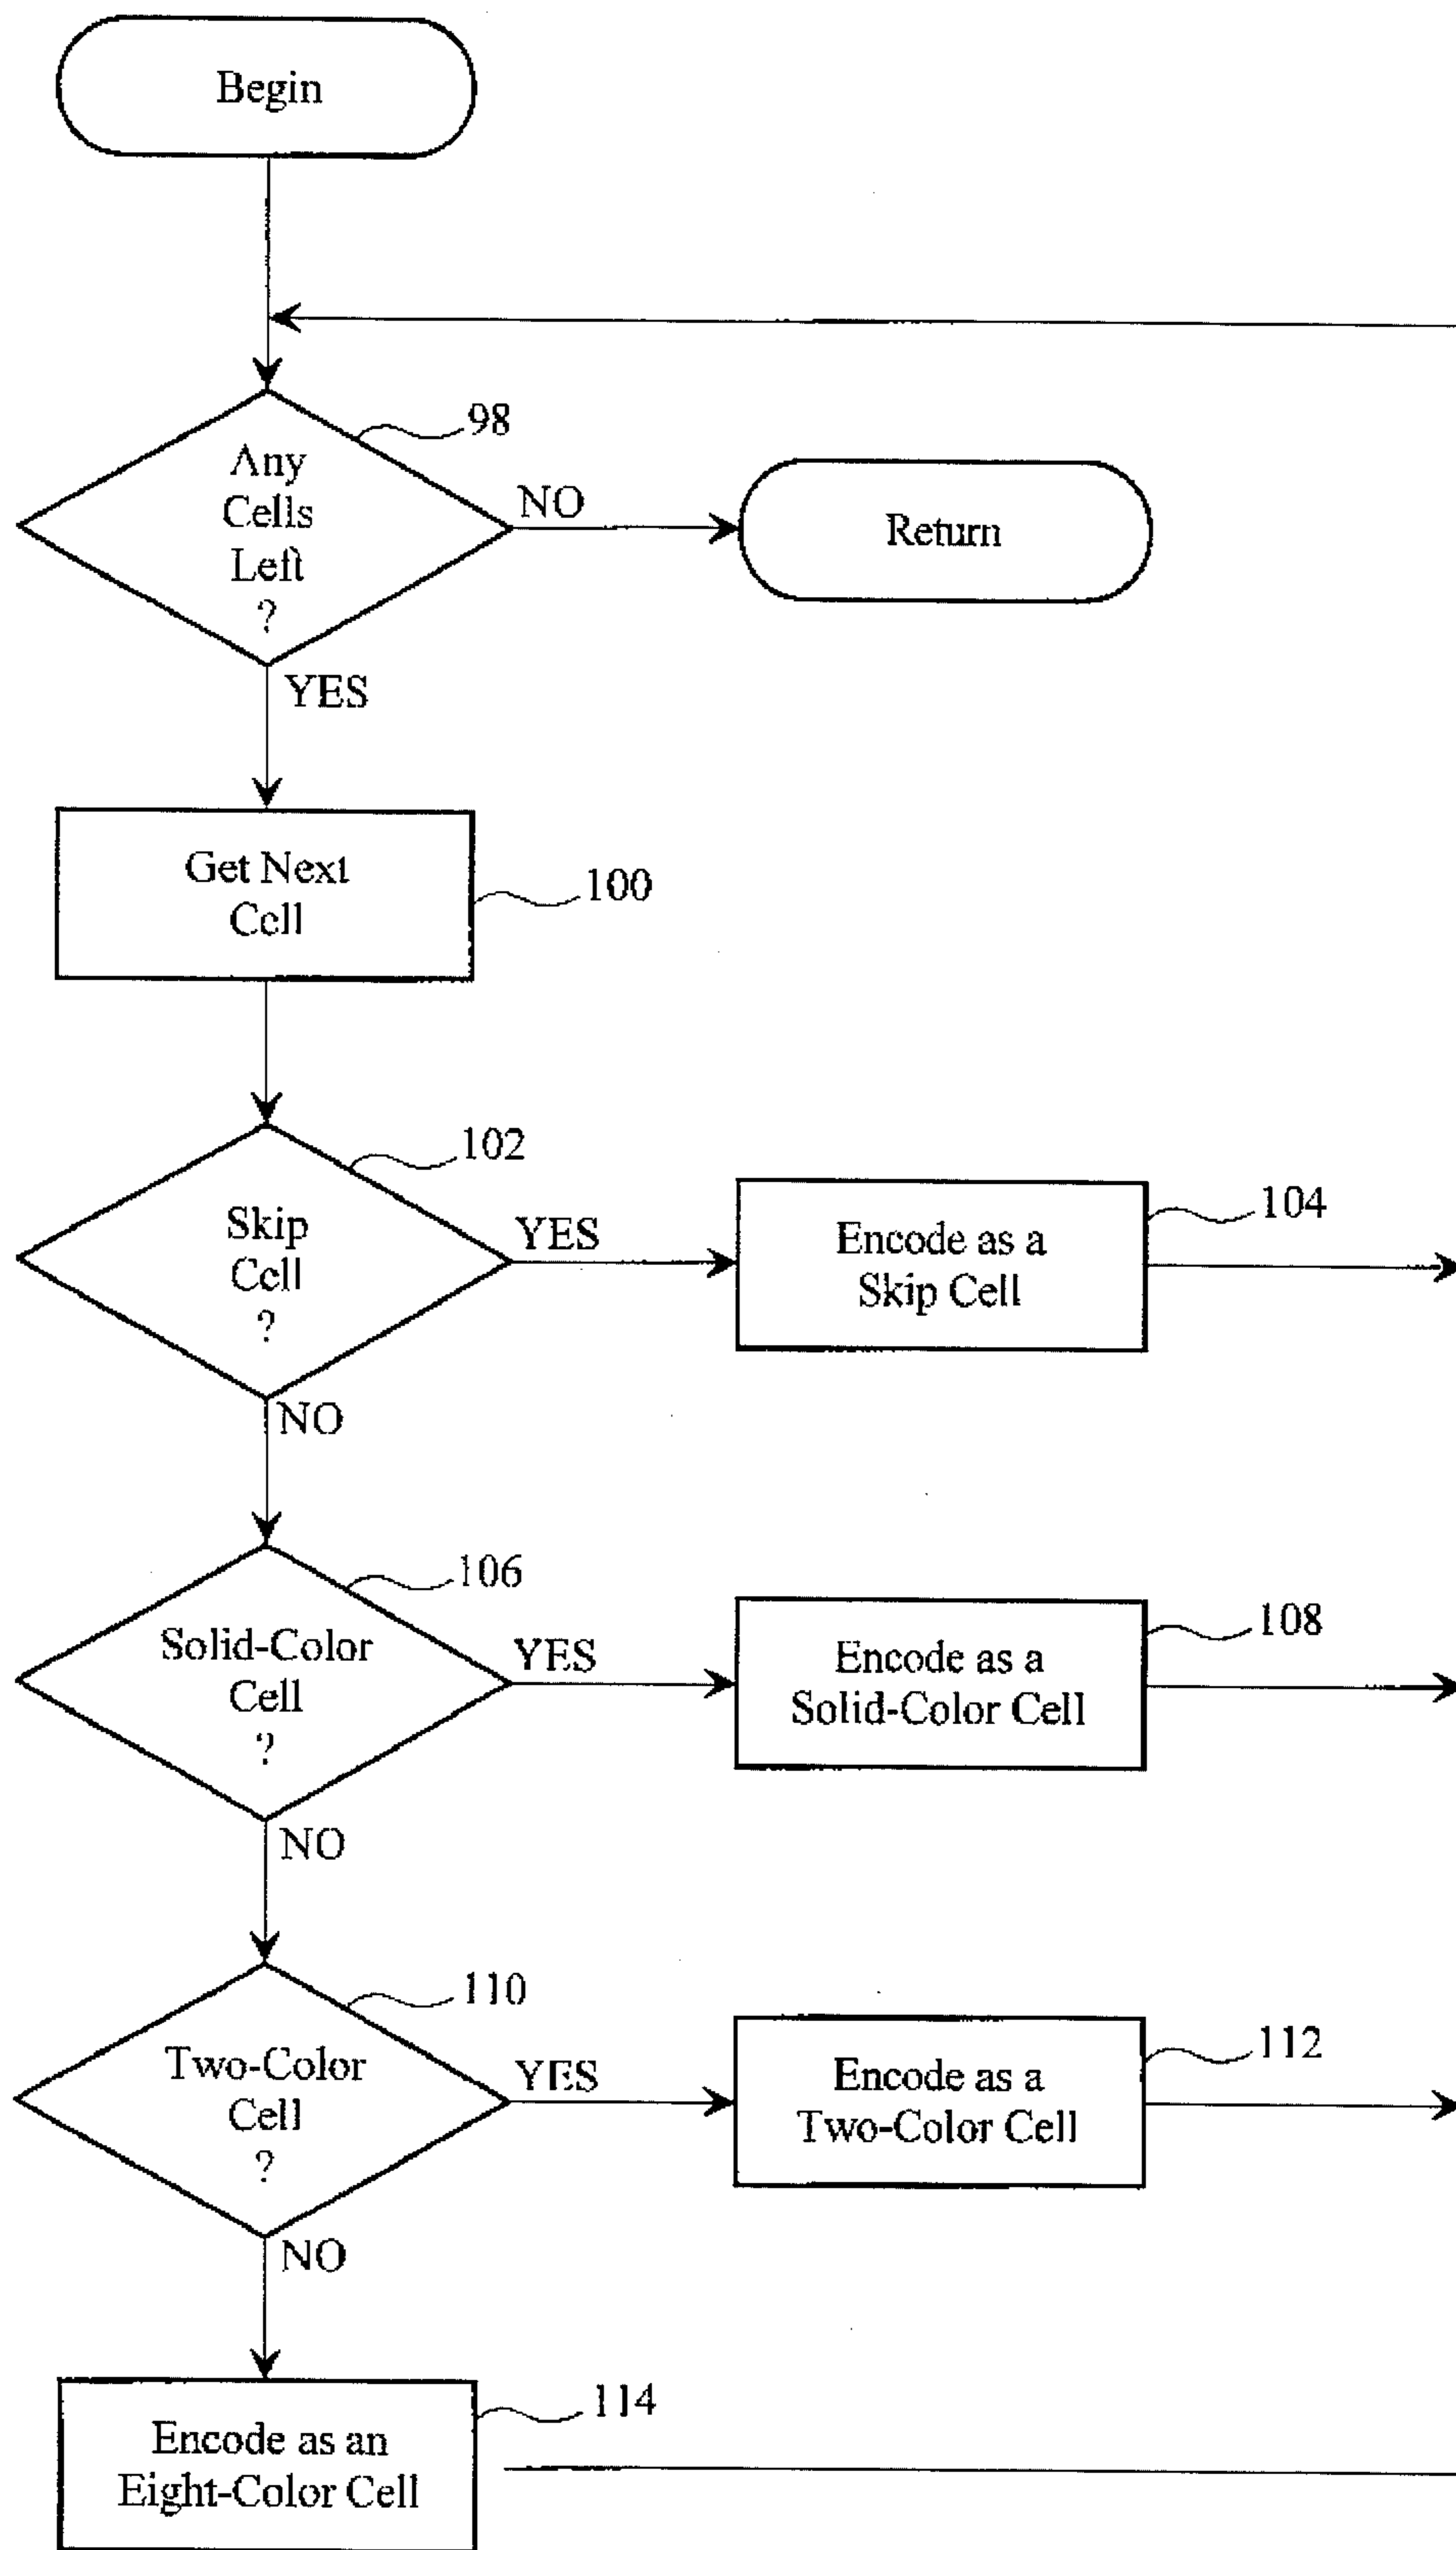 Begin
98
Any
Cells
Left
?
NO
Return
YES
Get Next
Cell
100
102
Skip
Cell
?
YES
Encode as a
Skip Cell
104
NO
106
Solid-Color
Cell
?
YES
Encode as a
Solid-Color Cell
108
NO
110
Two-Color
Cell
?
YES
Encode as a
Two-Color Cell
112
NO
Encode as an
Eight-Color Cell
114